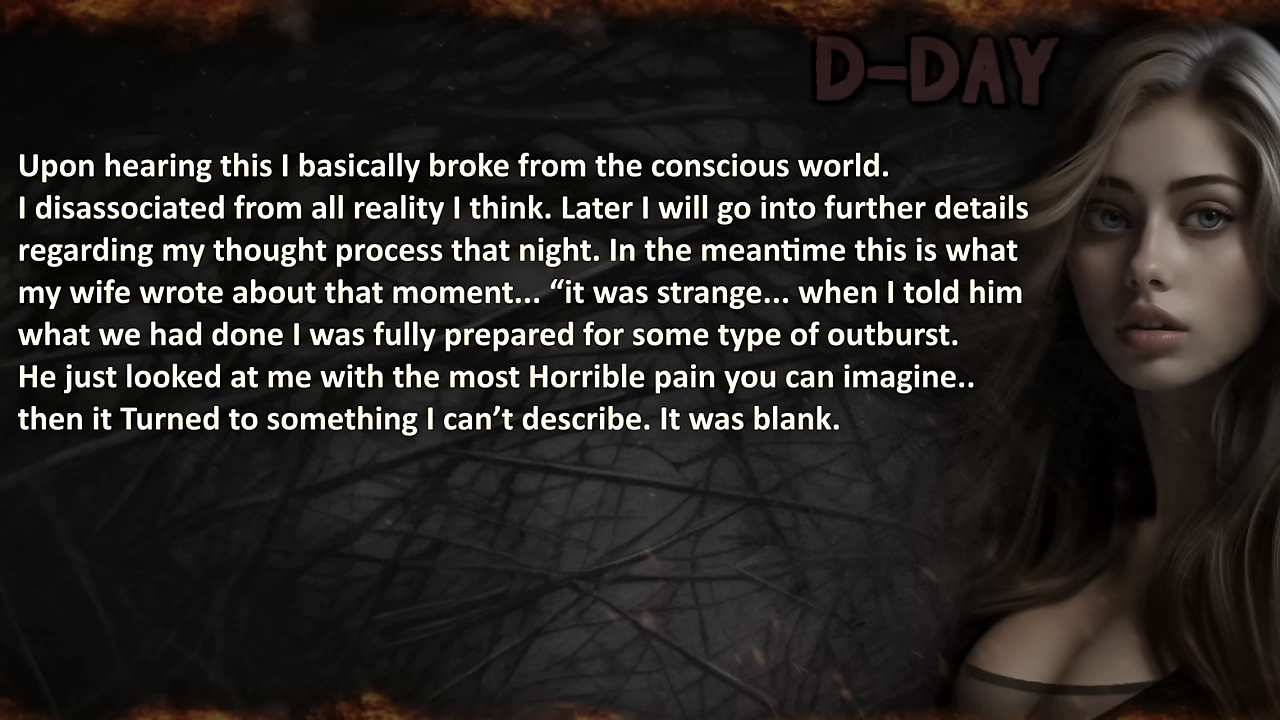 D-DAY
Upon hearing this I basically broke from the conscious world.
I disassociated from all reality I think. Later I will go into further details
regarding my thought process that night. In the meantime this is what
my wife wrote about that moment... “it was strange... when I told him
what we had done I was fully prepared for some type of outburst.
He just looked at me with the most Horrible pain you can imagine..
then it Turned to something I can’t describe. It was blank.